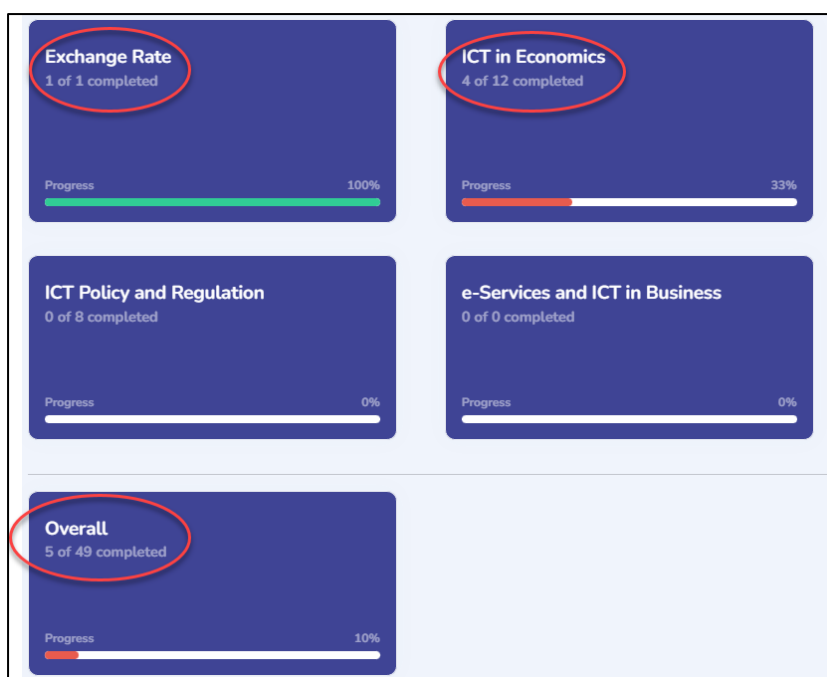 Exchange Rate
1 of 1 completed
Progress 100%
ICT in Economics
4 of 12 completed
Progress 33%
ICT Policy and Regulation
0 of 8 completed
Progress 0%
e-Services and ICT in Business
0 of 0 completed
Progress 0%
Overall
5 of 49 completed
Progress 10%